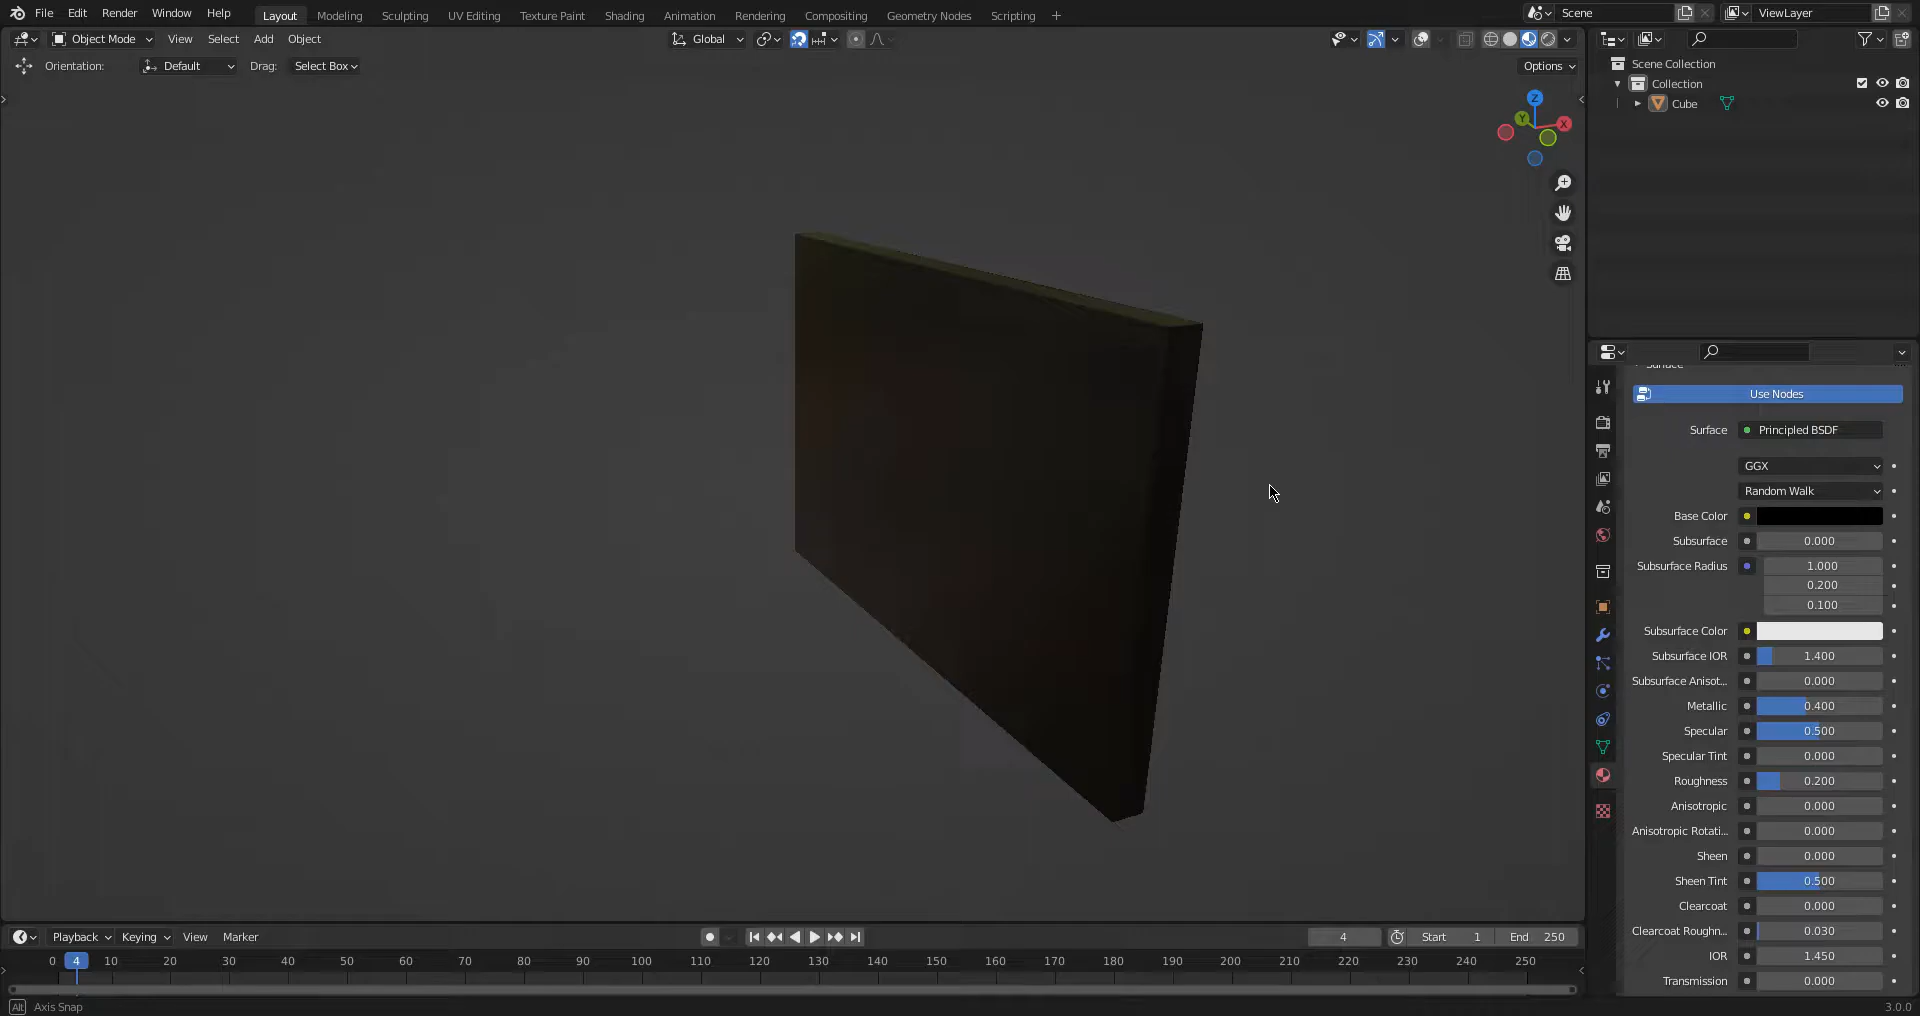 File Edit Render Window Help Layout Modeling Sculpting UV Editing Texture Paint Shading Animation Rendering Compositing Geometry Nodes Scripting + Scene ViewLayer
Object Mode View Select Add Object Global
Orientation: Default Drag: Select Box Options
Z
Y
X
Scene Collection
Collection
Cube
Surface
Use Nodes
Surface Principled BSDF
GGX
Random Walk
Base Color
Subsurface 0.000
Subsurface Radius 1.000
0.200
0.100
Subsurface Color
Subsurface IOR 1.400
Subsurface Anisot... 0.000
Metallic 0.400
Specular 0.500
Specular Tint 0.000
Roughness 0.200
Anisotropic 0.000
Anisotropic Rotati... 0.000
Sheen 0.000
Sheen Tint 0.500
Clearcoat 0.000
Clearcoat Roughn... 0.030
IOR 1.450
Transmission 0.000
Playback Keying View Marker 4 Start 1 End 250
0 4 10 20 30 40 50 60 70 80 90 100 110 120 130 140 150 160 170 180 190 200 210 220 230 240 250
Alt Axis Snap 3.0.0